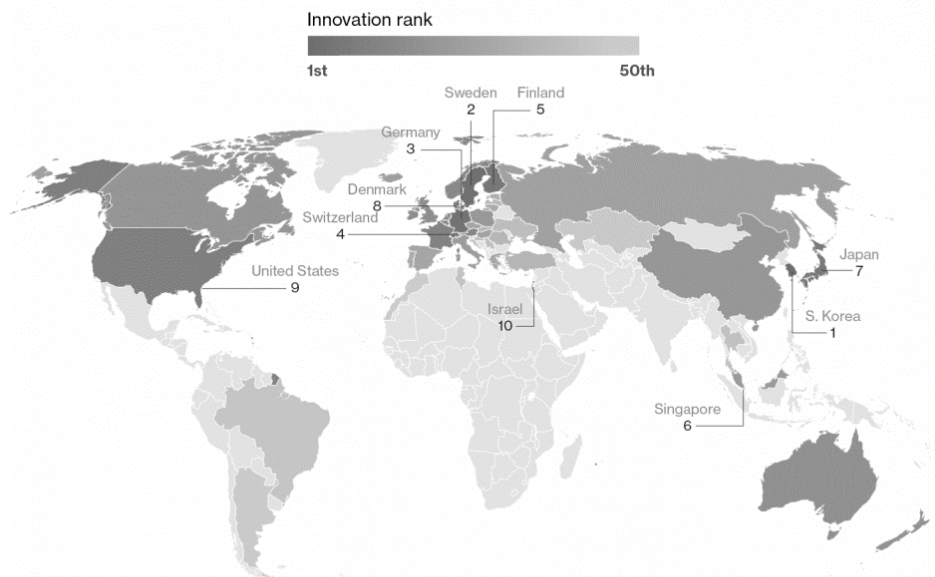 Innovation rank
1st 50th
Sweden Finland
2 5
Germany
3
Denmark
8
Switzerland
4
United States
9
Japan
7
Israel
10
S. Korea
1
Singapore
6